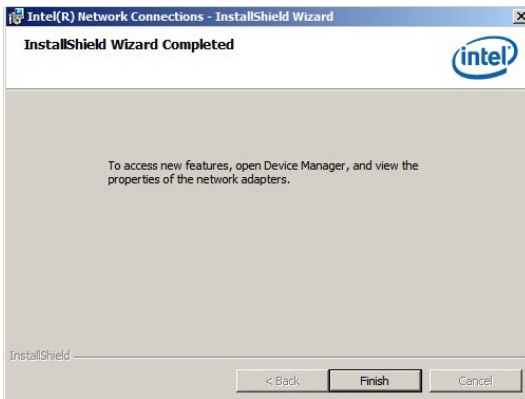 Intel(R) Network Connections - InstallShield Wizard
InstallShield Wizard Completed
intel
To access new features, open Device Manager, and view the
properties of the network adapters.
InstallShield
< Back Finish Cancel